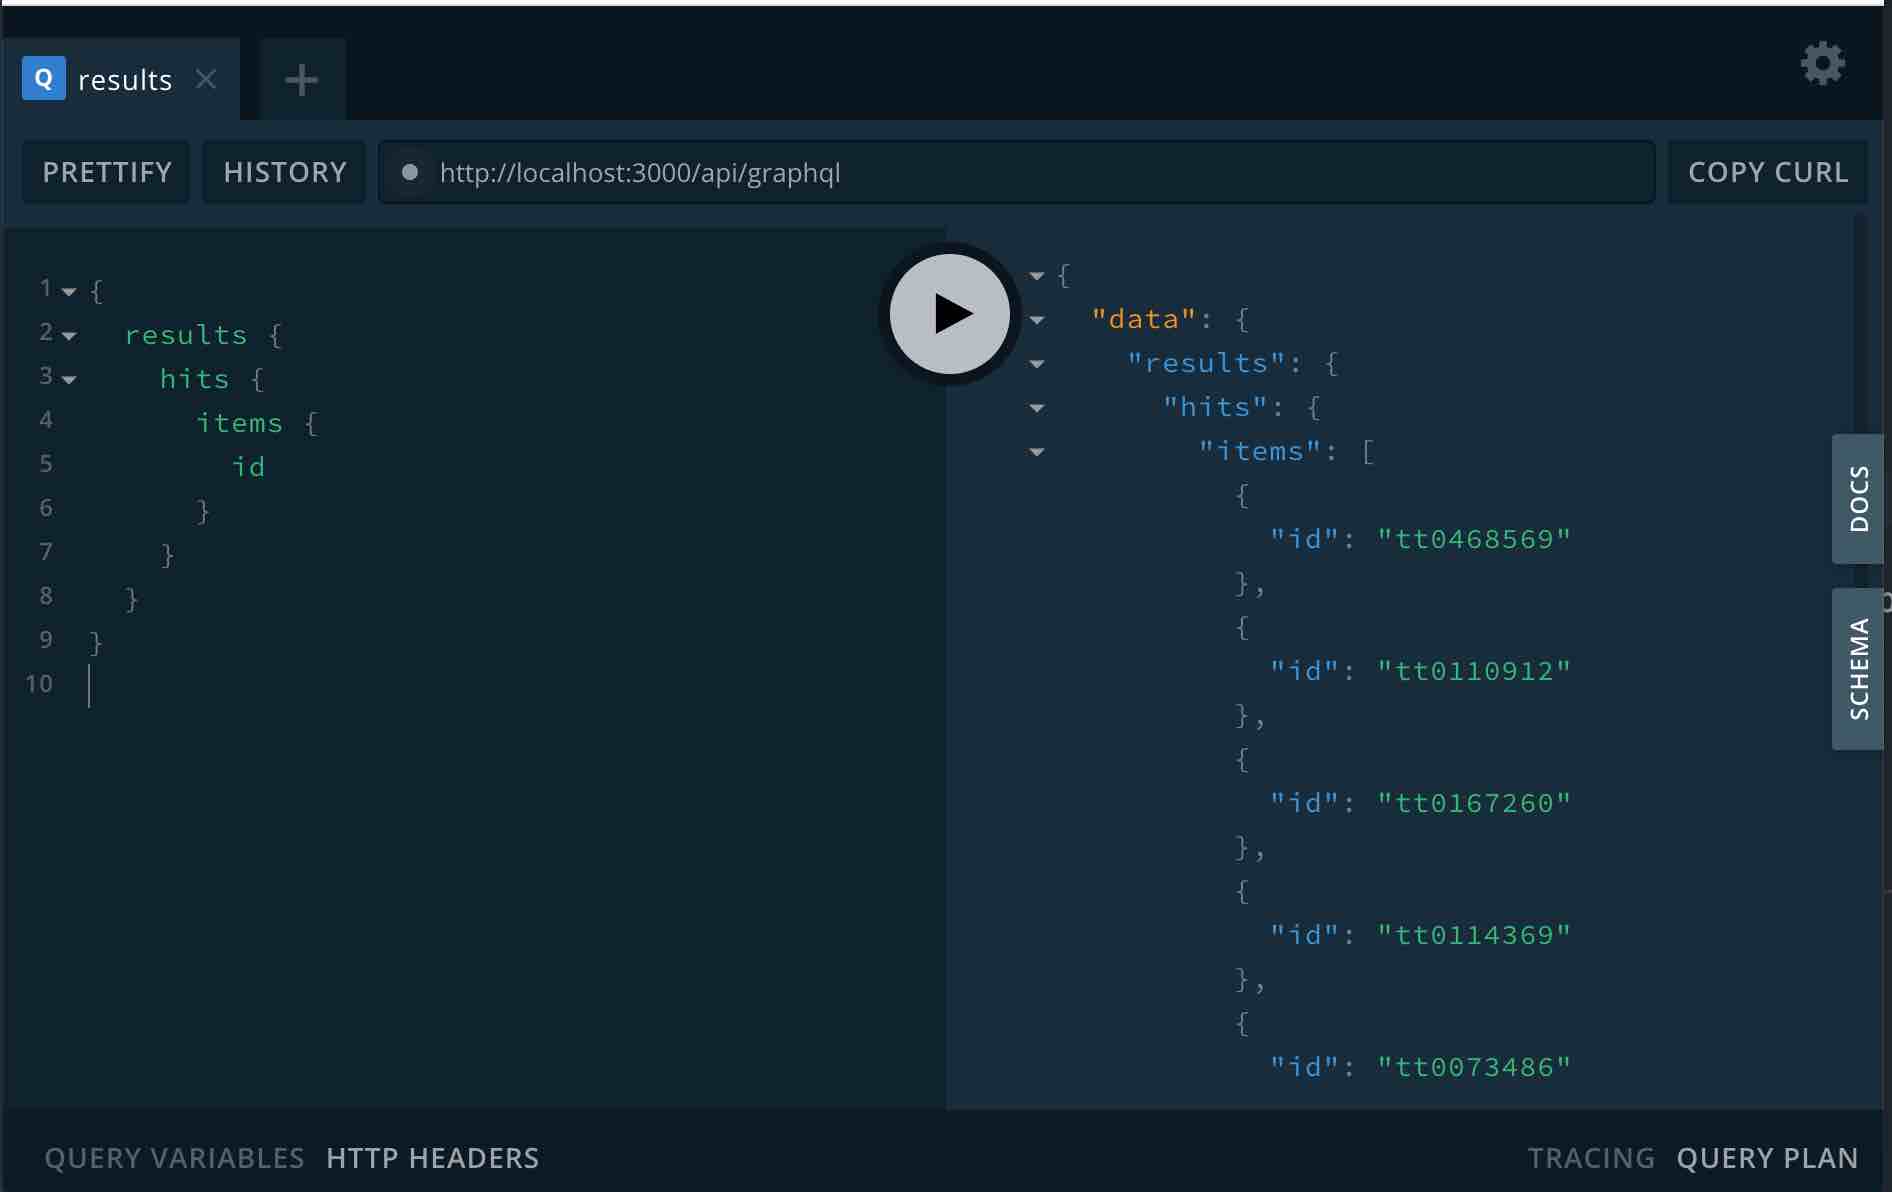 Q results
PRETTIFY HISTORY http://localhost:3000/api/graphql COPY CURL
1 {
2 results {
3 hits {
4 items {
5 id
6 }
7 }
8 }
9 }
10
{
"data": {
"results": {
"hits": {
"items": [
{
"id": "tt0468569"
},
{
"id": "tt0110912"
},
{
"id": "tt0167260"
},
{
"id": "tt0114369"
},
{
"id": "tt0073486"
DOCS
SCHEMA
QUERY VARIABLES HTTP HEADERS
TRACING QUERY PLAN